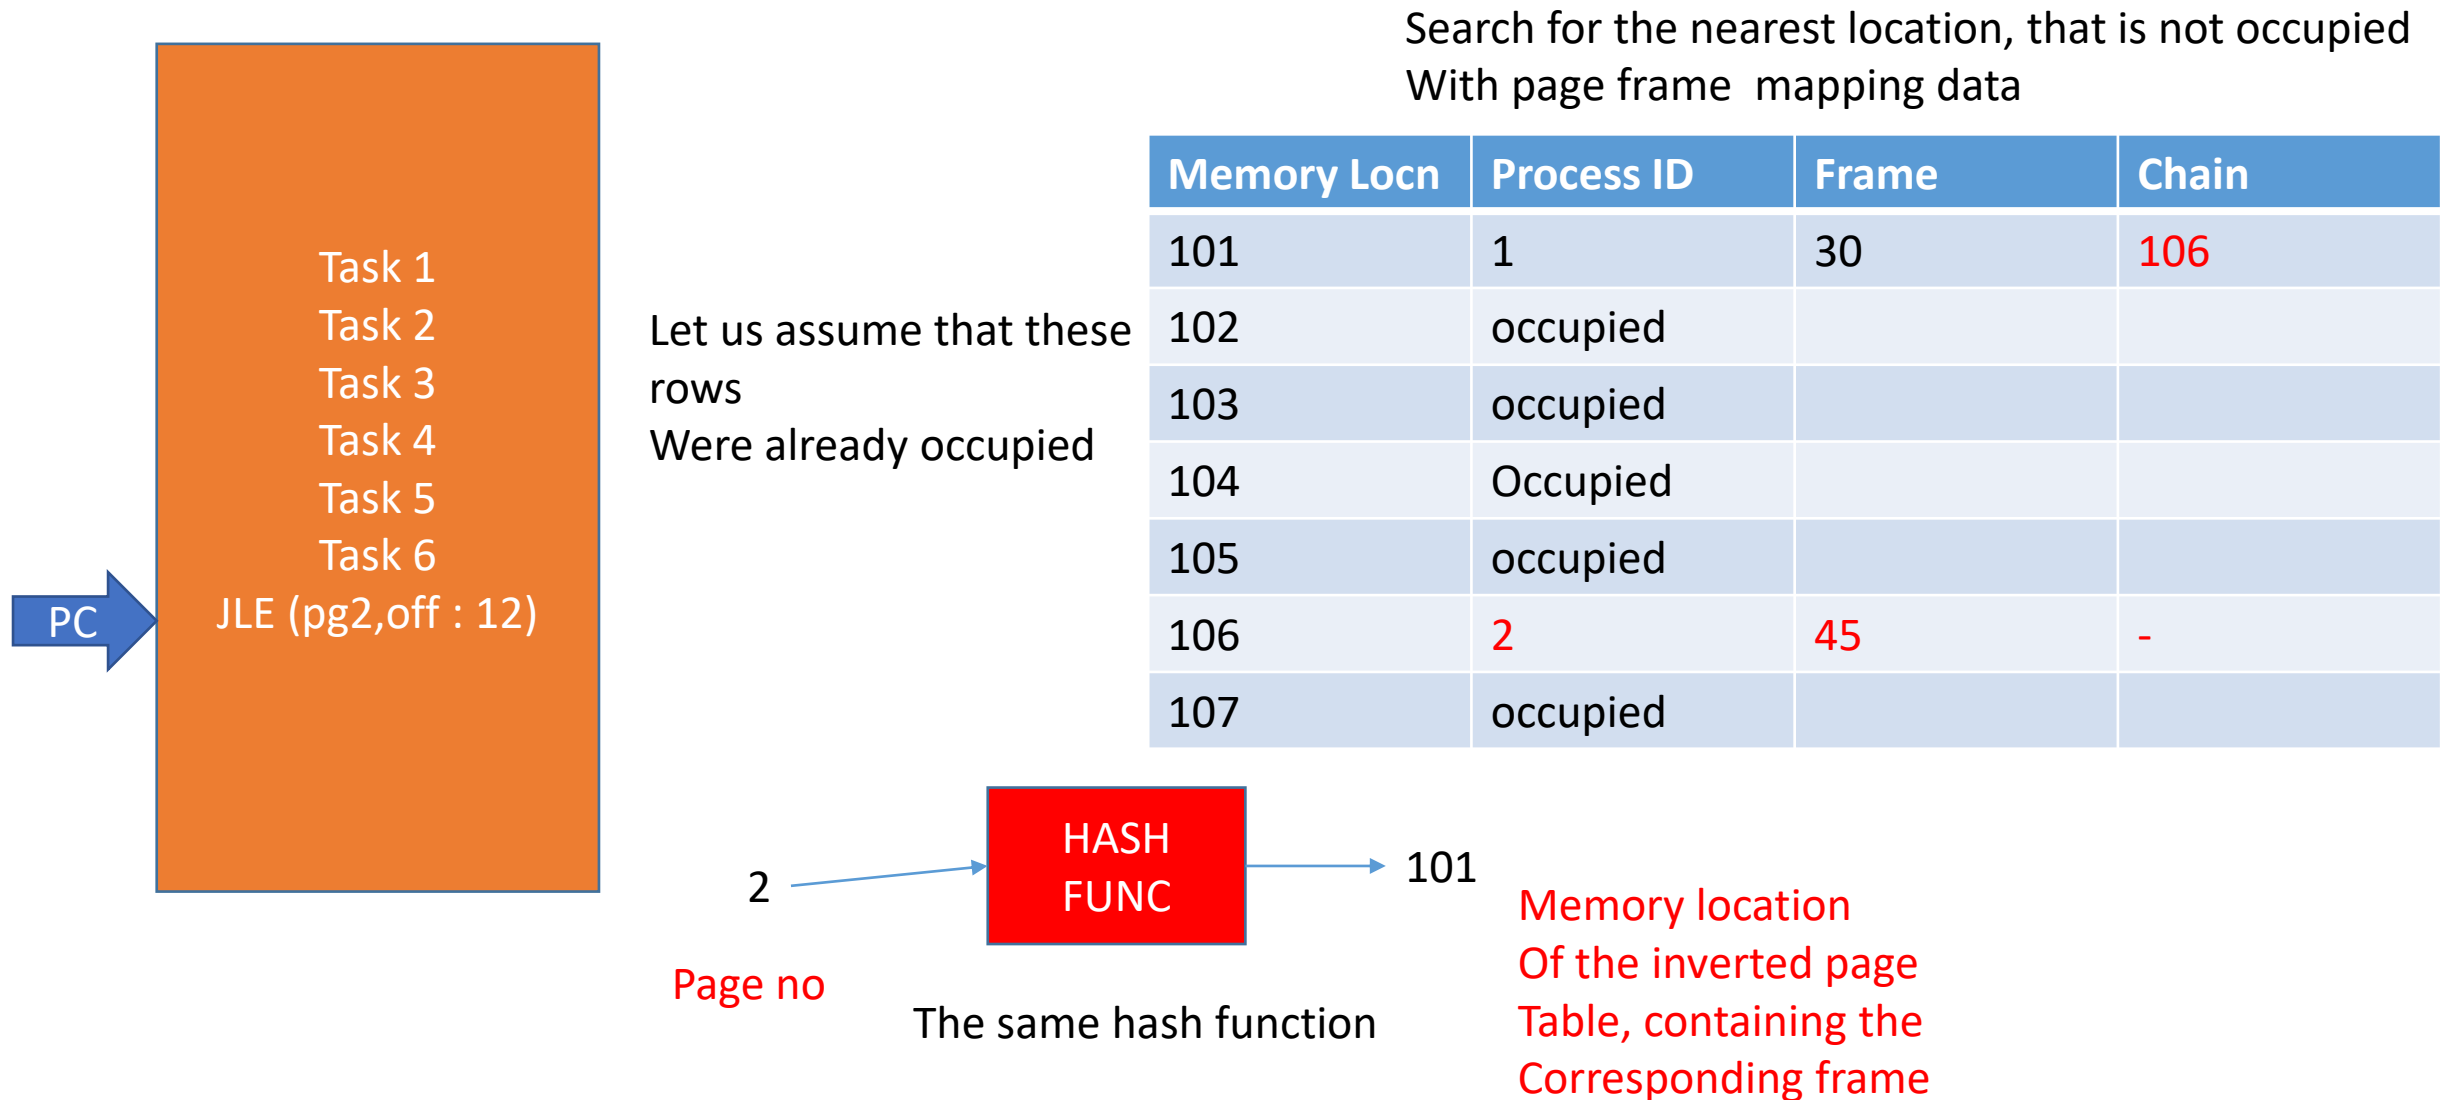 Search for the nearest location, that is not occupied
With page frame mapping data
Task 1
Task 2
Task 3
Task 4
Task 5
Task 6
JLE (pg2,off : 12)
PC
Let us assume that these
rows
Were already occupied
Memory Locn Process ID Frame Chain
101 1 30 106
102 occupied
103 occupied
104 Occupied
105 occupied
106 2 45 -
107 occupied
2
HASH
FUNC
101
Page no
The same hash function
Memory location
Of the inverted page
Table, containing the
Corresponding frame